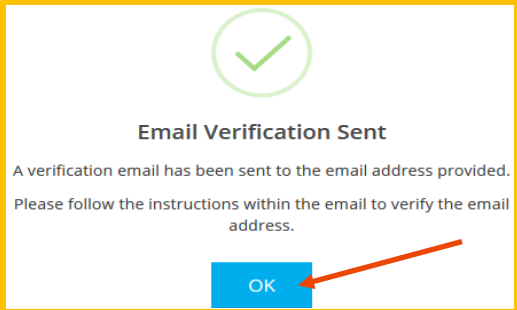 Email Verification Sent
A verification email has been sent to the email address provided.
Please follow the instructions within the email to verify the email
address.
OK